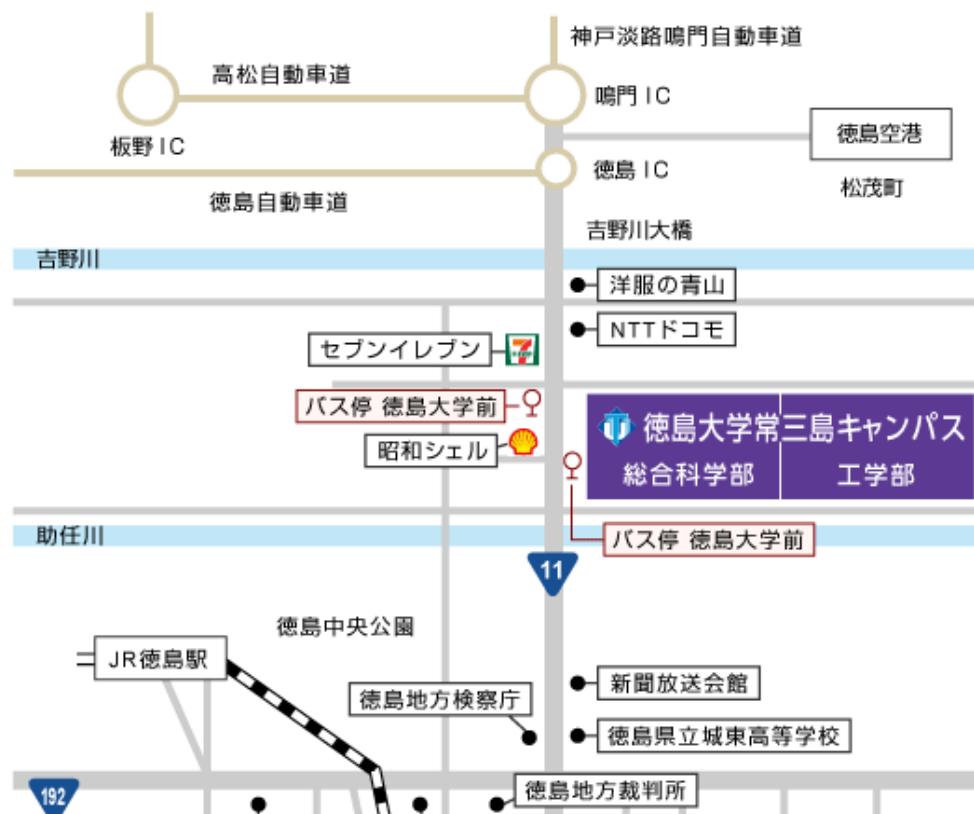 神戸淡路鳴門自動車道
高松自動車道
鳴門IC
徳島空港
板野IC
徳島IC
松茂町
徳島自動車道
吉野川大橋
吉野川
洋服の青山
NTTドコモ
セブンイレブン
バス停 徳島大学前
徳島大学常三島キャンパス
昭和シェル
総合科学部
工学部
助任川
バス停 徳島大学前
11
徳島中央公園
JR徳島駅
新聞放送会館
徳島地方検察庁
徳島県立城東高等学校
192
徳島地方裁判所